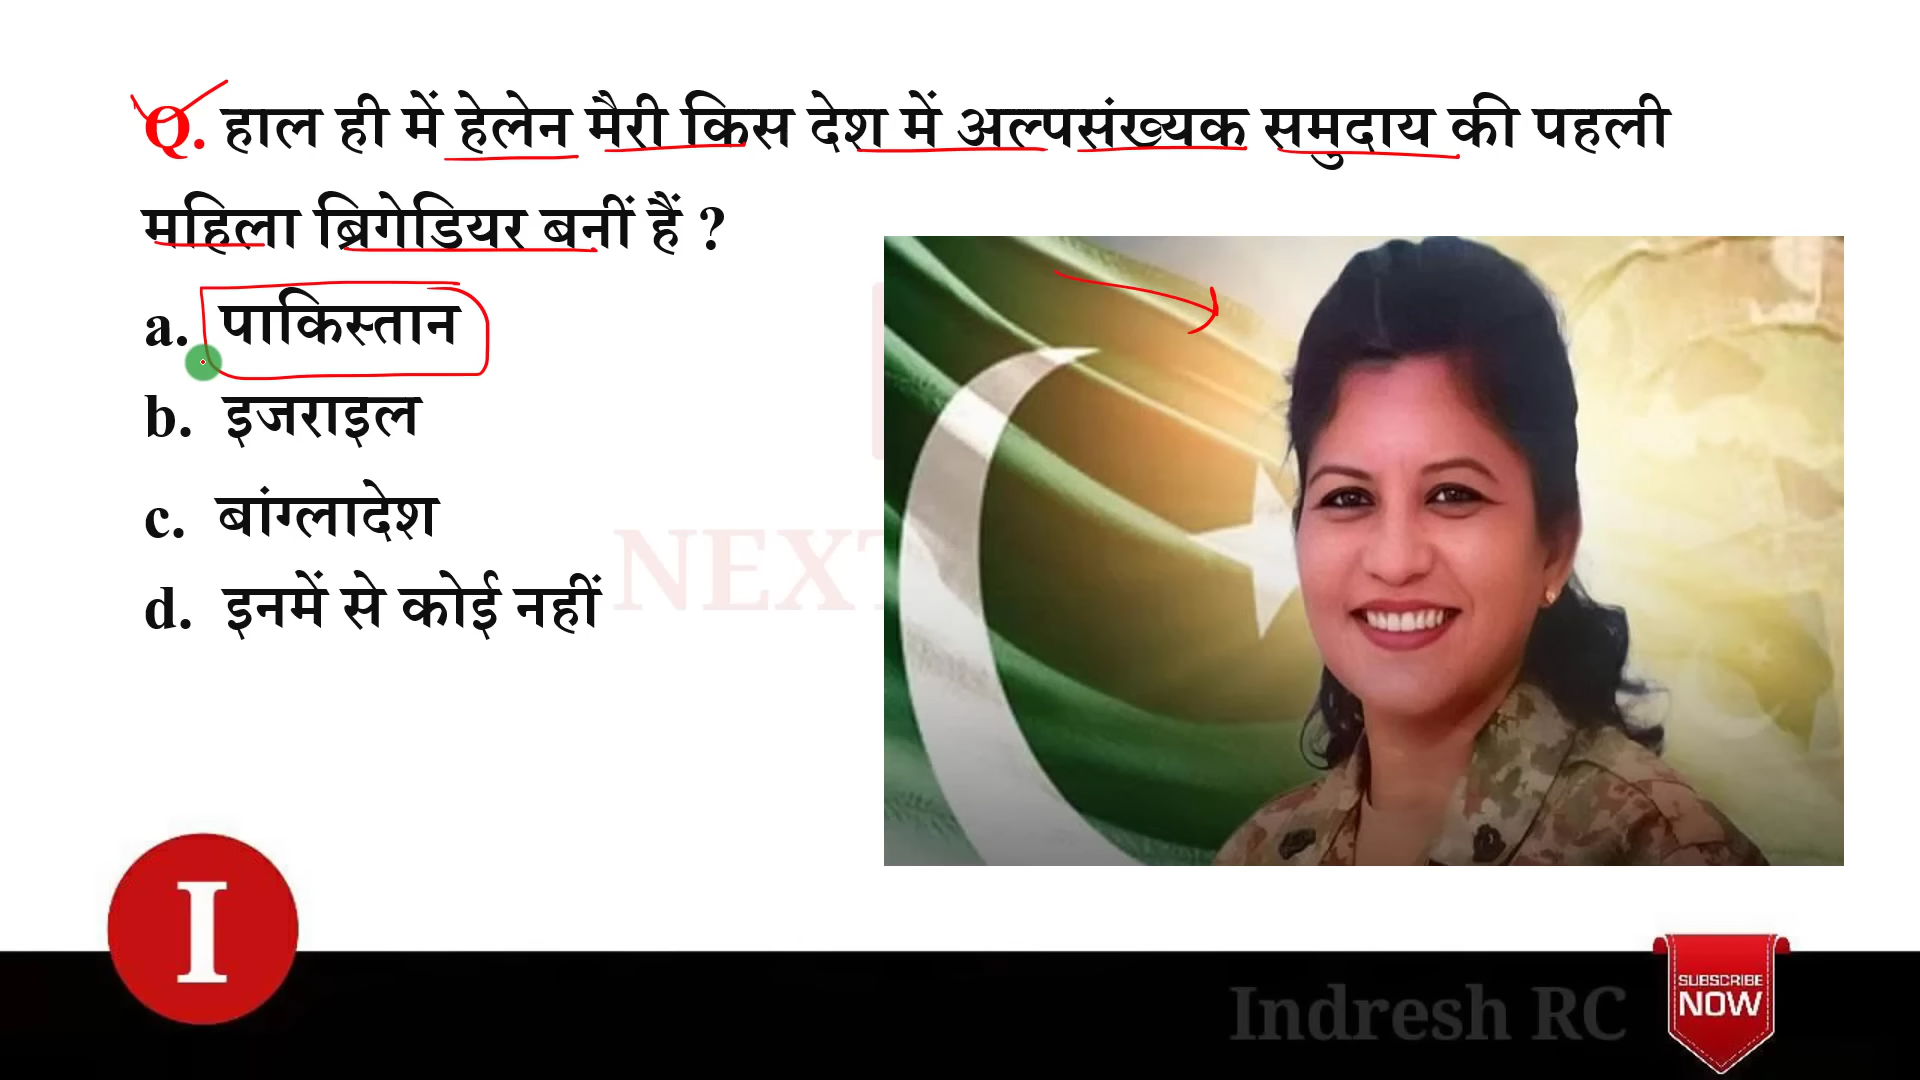 Q. हाल ही में हेलेन मैरी किस देश में अल्पसंख्यक समुदाय की पहली
महिला ब्रिगेडियर बनीं हैं ?
a. पाकिस्तान
b. इजराइल
c. बांग्लादेश
d. इनमें से कोई नहीं
NEXT
I
Indresh RC
SUBSCRIBE
NOW